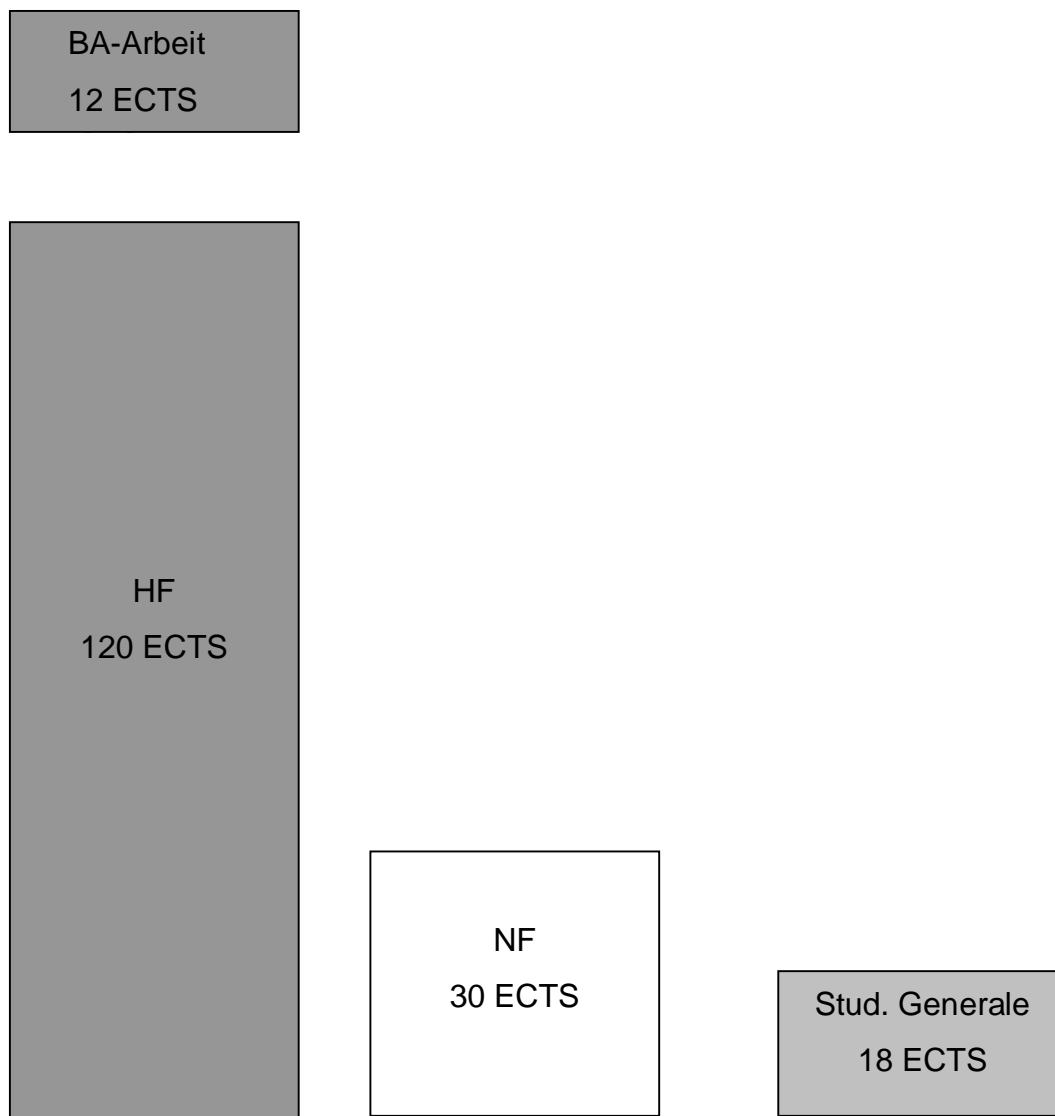 BA-Arbeit
12 ECTS
HF
120 ECTS
NF
30 ECTS
Stud. Generale
18 ECTS